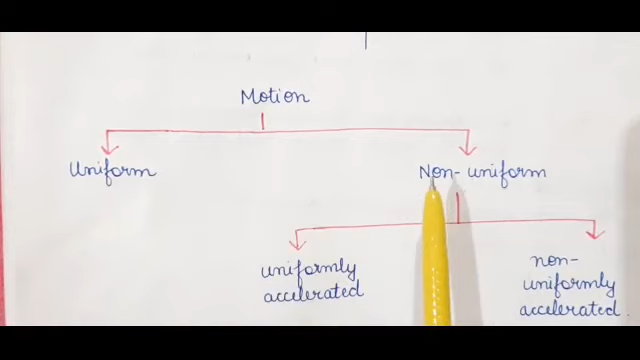 Motion
Uniform
Non-uniform
uniformly
accelerated
non-
uniformly
accelerated.